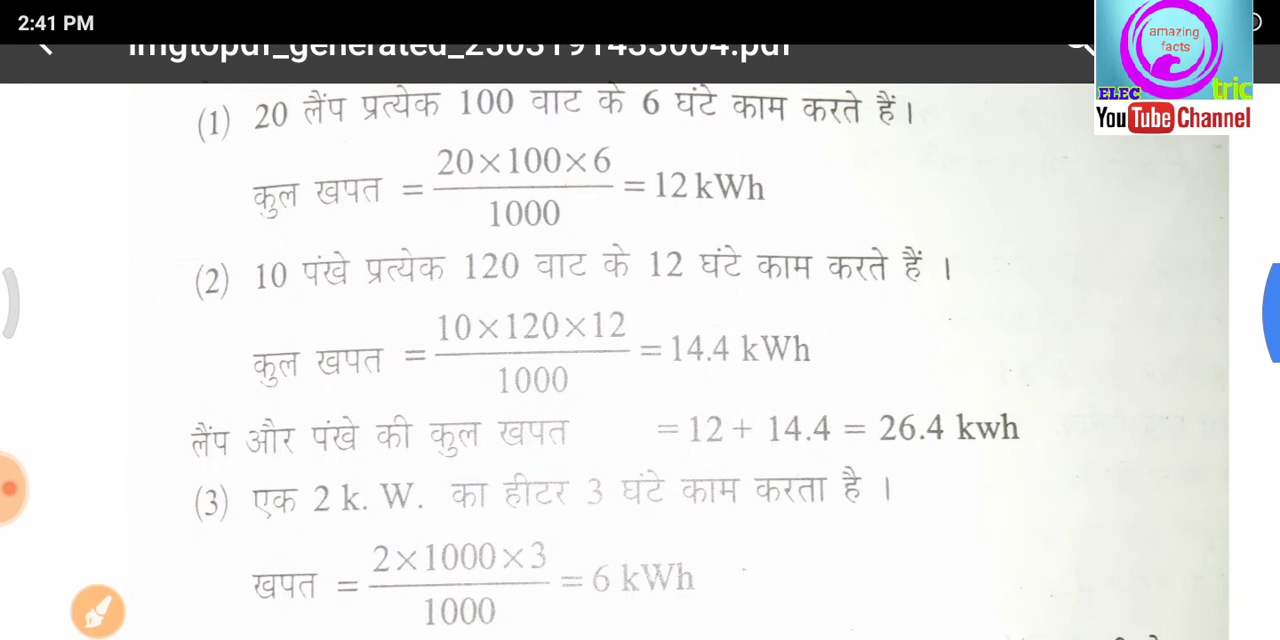 2:41 PM
imgtopdf_generated_2503191433004.pdf
amazing
facts
ELEC
tric
YouTube Channel
(1) 20 लैंप प्रत्येक 100 वाट के 6 घंटे काम करते हैं।
कुल खपत = 20×100×6 / 1000 = 12 kWh
(2) 10 पंखे प्रत्येक 120 वाट के 12 घंटे काम करते हैं ।
कुल खपत = 10×120×12 / 1000 = 14.4 kWh
लैंप और पंखे की कुल खपत = 12 + 14.4 = 26.4 kwh
(3) एक 2 k. W. का हीटर 3 घंटे काम करता है ।
खपत = 2×1000×3 / 1000 = 6 kWh